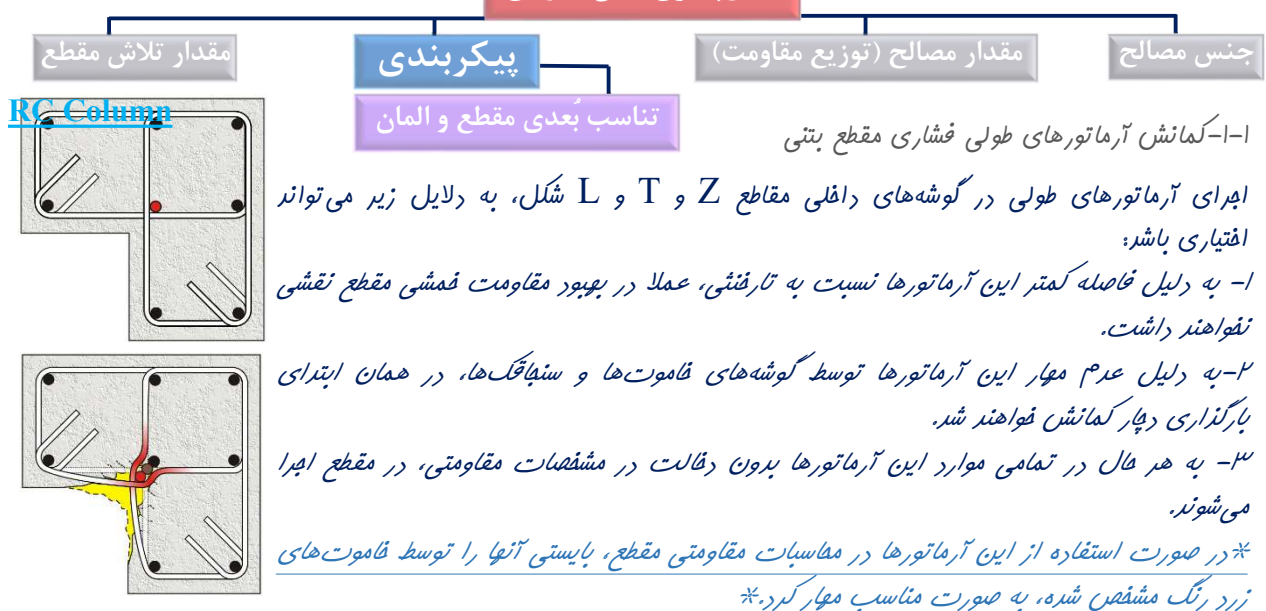 جنس مصالح
مقدار مصالح (توزیع مقاومت)
پیکربندی
مقدار تلاش مقطع
تناسب بُعدی مقطع و المان
RC Column
۱-۱-کمانش آرماتورهای طولی فشاری مقطع بتنی
اجرای آرماتورهای طولی در گوشه‌های داخلی مقاطع Z و T و L شکل، به دلایل زیر می‌تواند
اختیاری باشد:
۱- به دلیل فاصله کمتر این آرماتورها نسبت به تارخنثی، عملا در بهبود مقاومت خمشی مقطع نقشی
نخواهند داشت.
۲-به دلیل عدم مهار این آرماتورها توسط گوشه‌های خاموت‌ها و سنجاقک‌ها، در همان ابتدای
بارگذاری دچار کمانش خواهند شد.
۳- به هر حال در تمامی موارد این آرماتورها بدون دخالت در مشخصات مقاومتی، در مقطع اجرا
می‌شوند.
*در صورت استفاده از این آرماتورها در محاسبات مقاومتی مقطع، بایستی آنها را توسط خاموت‌های
زرد رنگ مشخص شده، به صورت مناسب مهار کرد.*